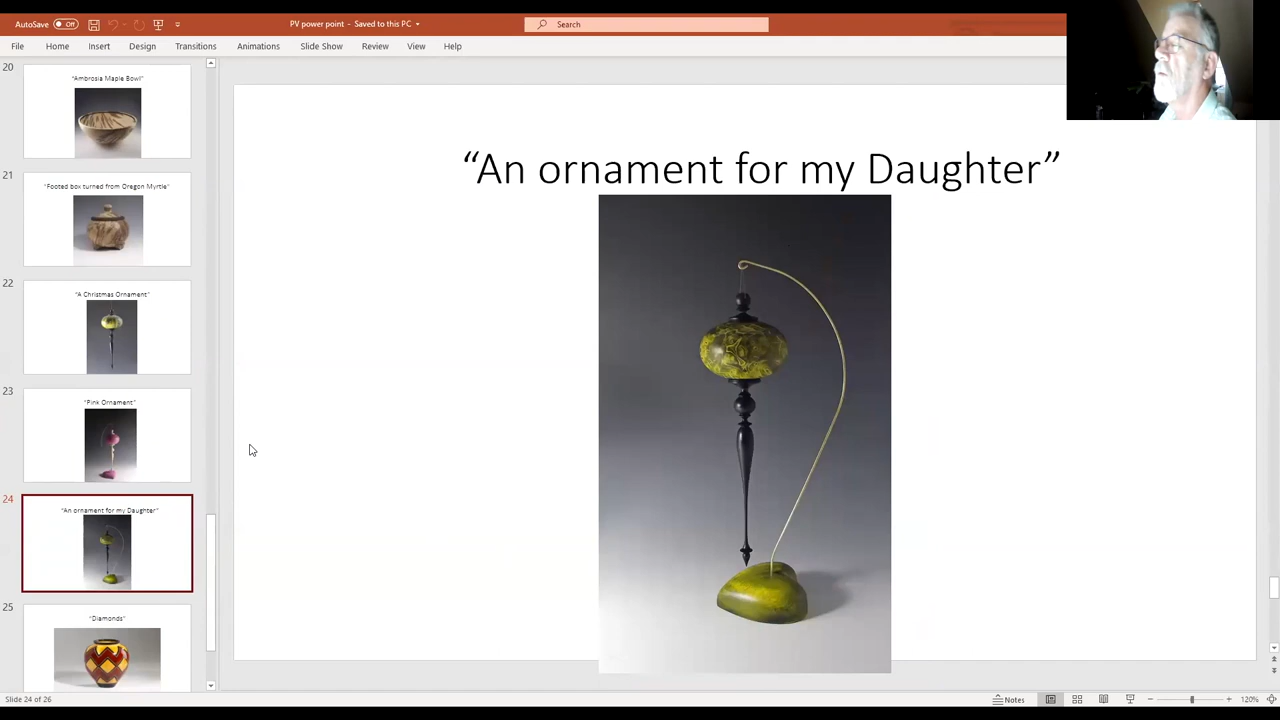 AutoSave Off
PV power point - Saved to this PC
Search
File Home Insert Design Transitions Animations Slide Show Review View Help
20
"Ambrosia Maple Bowl"
21
"Footed box turned from Oregon Myrtle"
22
"A Christmas Ornament"
23
"Pink Ornament"
24
"An ornament for my Daughter"
25
"Diamonds"
“An ornament for my Daughter”
Slide 24 of 26
Notes
120%